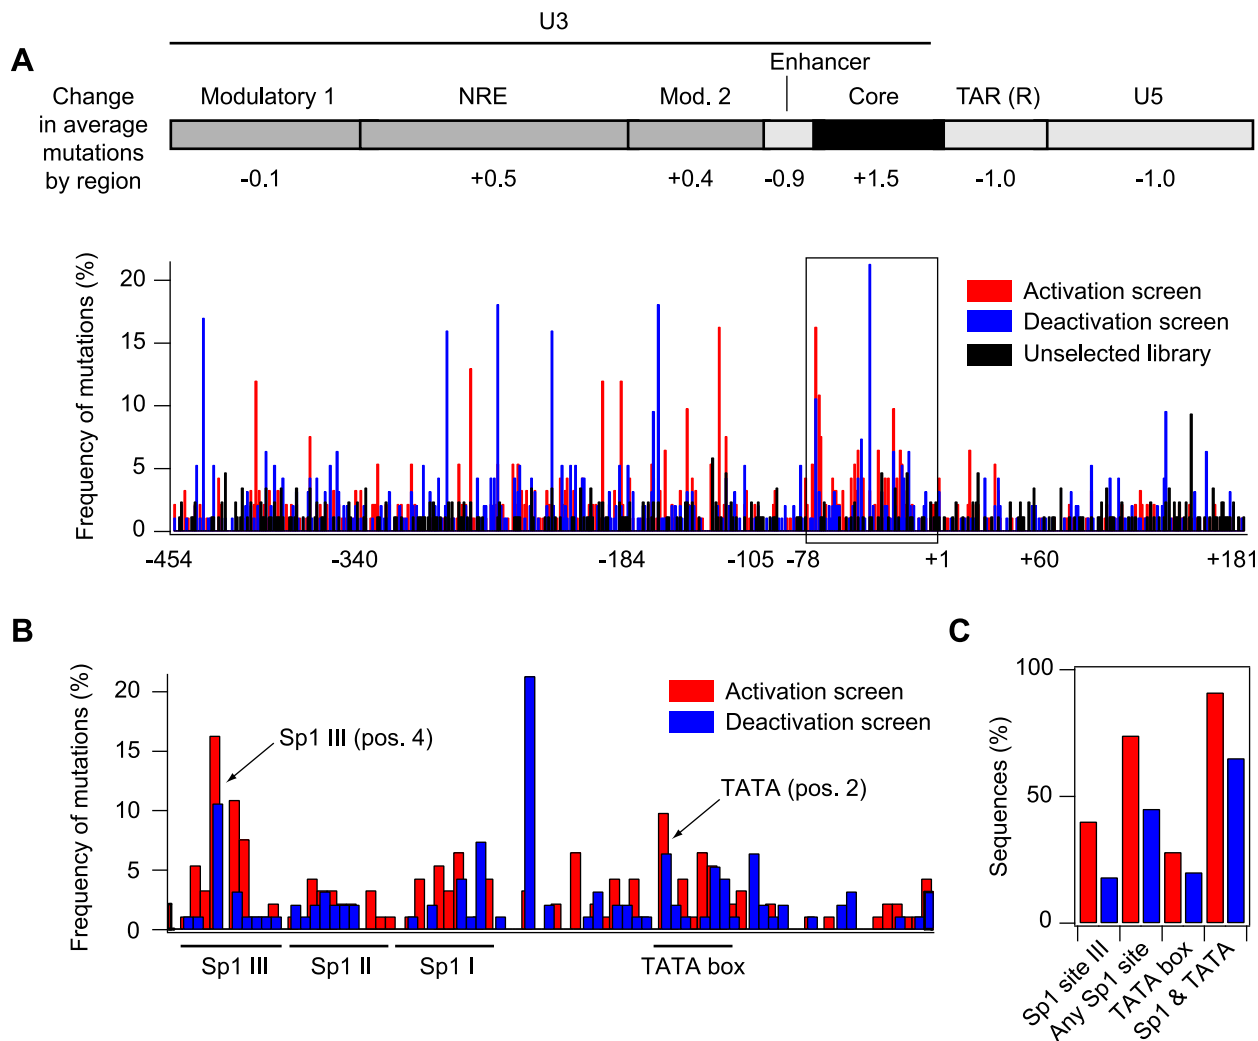 U3
A
Enhancer
Change in average mutations by region
Modulatory 1
NRE
Mod. 2
Core
TAR (R)
U5
-0.1
+0.5
+0.4
-0.9
+1.5
-1.0
-1.0
Frequency of mutations (%)
20
15
10
5
0
Activation screen
Deactivation screen
Unselected library
-454
-340
-184
-105
-78
+1
+60
+181
B
Frequency of mutations (%)
20
15
10
5
0
Activation screen
Deactivation screen
Sp1 III (pos. 4)
TATA (pos. 2)
Sp1 III
Sp1 II
Sp1 I
TATA box
C
Sequences (%)
100
50
0
Sp1 site III
Any Sp1 site
TATA box
Sp1 & TATA